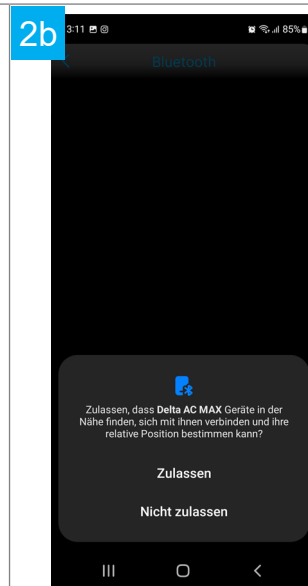 2b
3:11
85%
Bluetooth
Zulassen, dass Delta AC MAX Geräte in der
Nähe finden, sich mit ihnen verbinden und ihre
relative Position bestimmen kann?
Zulassen
Nicht zulassen